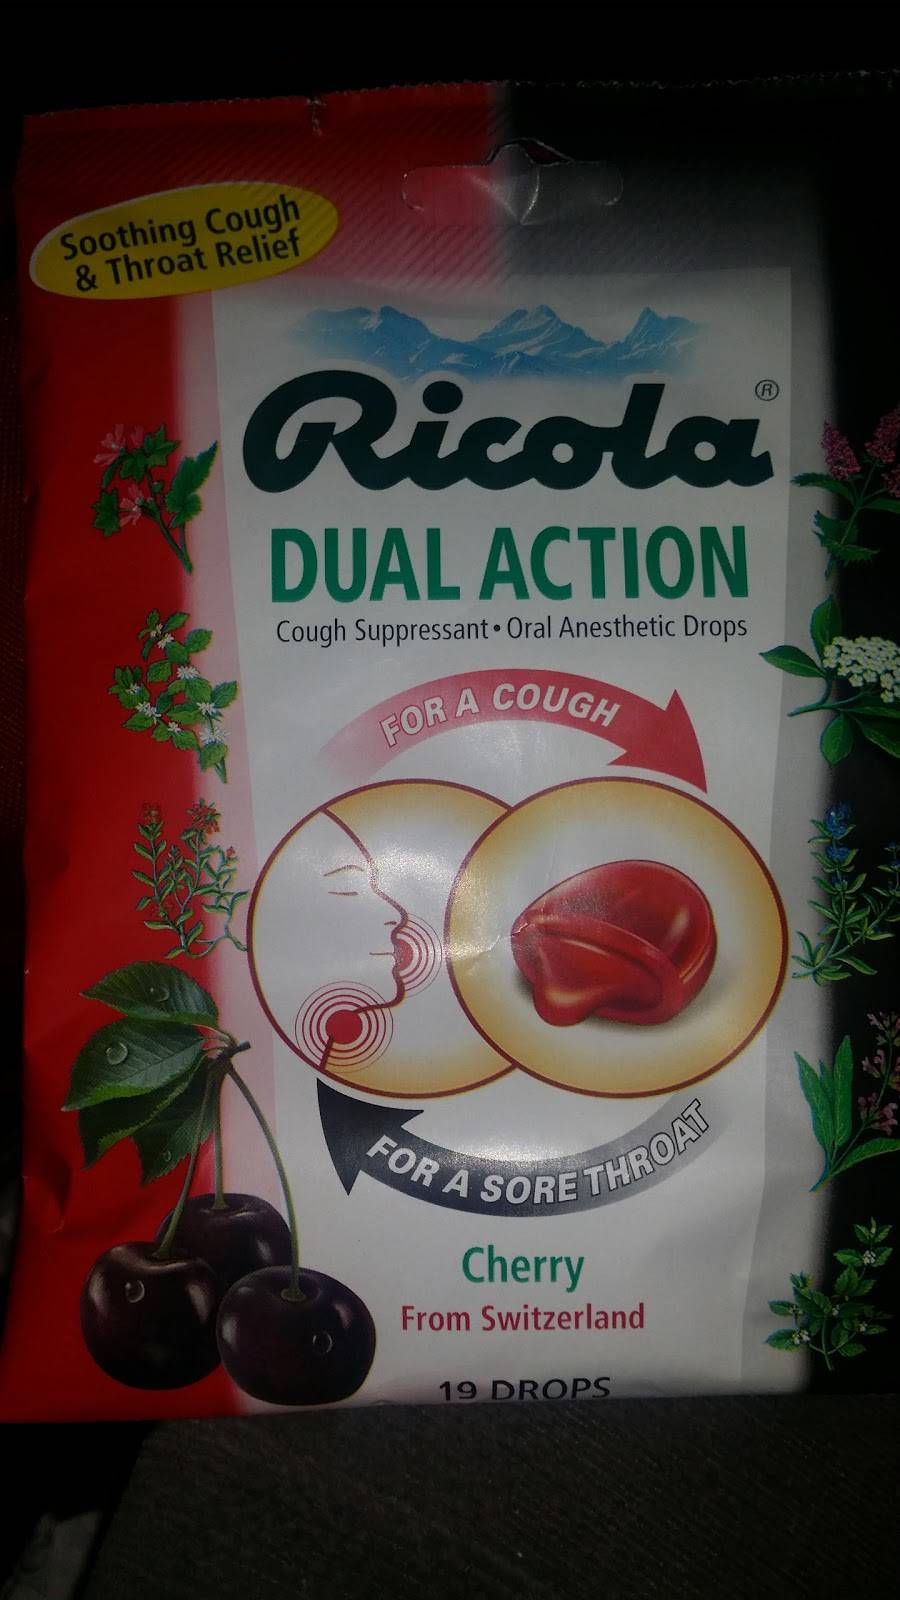 Soothing Cough
& Throat Relief
Ricola®
DUAL ACTION
Cough Suppressant • Oral Anesthetic Drops
FOR A COUGH
FOR A SORE THROAT
Cherry
From Switzerland
19 DROPS